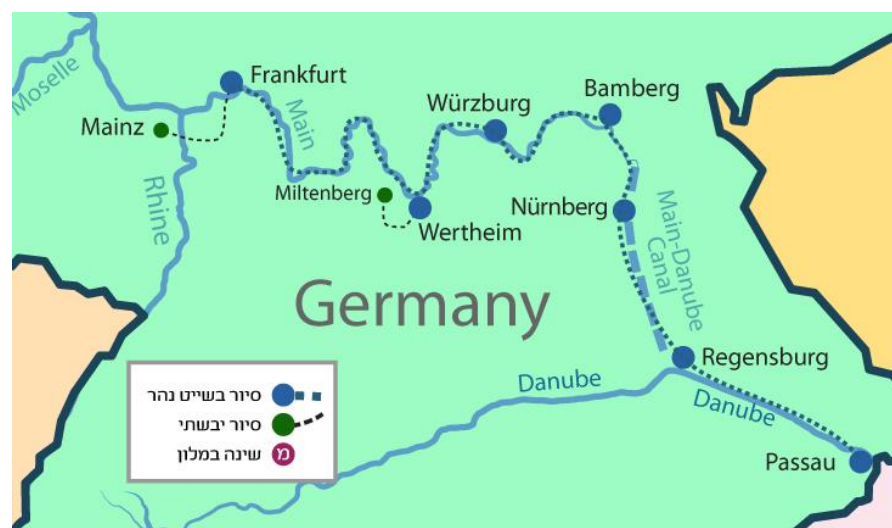 Moselle
Frankfurt
Mainz
Main
Rhine
Würzburg
Bamberg
Miltenberg
Wertheim
Nürnberg
Main-Danube
Canal
Germany
Regensburg
Danube
Danube
Passau
סיור בשייט נהר
סיור יבשתי
מ שינה במלון